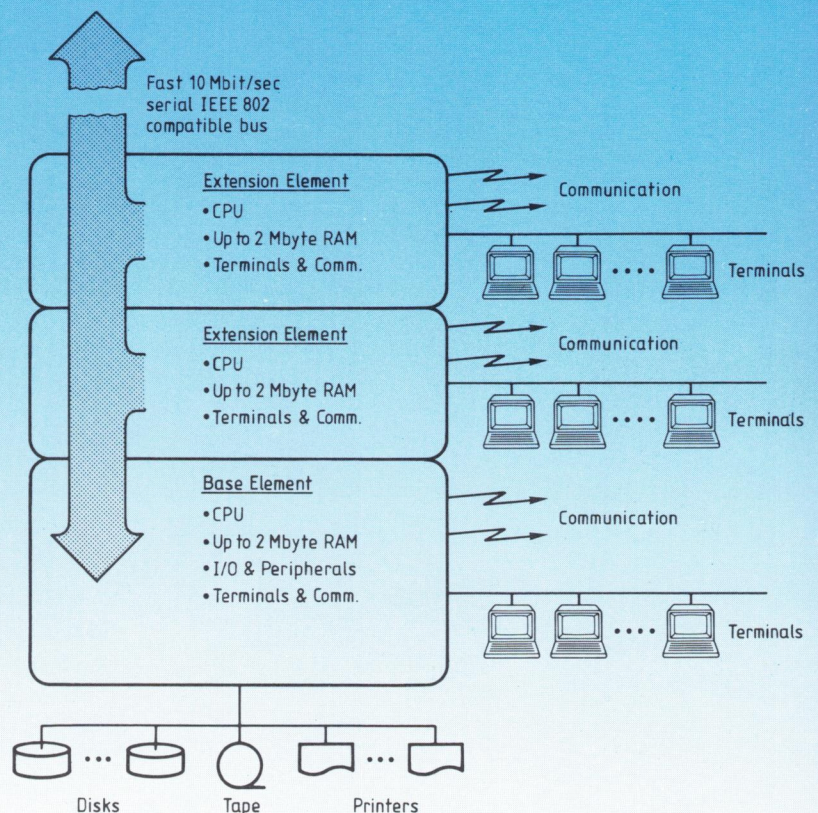 Fast 10 Mbit/sec
serial IEEE 802
compatible bus
Extension Element
•CPU
•Up to 2 Mbyte RAM
•Terminals & Comm.
Communication
Terminals
Extension Element
•CPU
•Up to 2 Mbyte RAM
•Terminals & Comm.
Communication
Terminals
Base Element
•CPU
•Up to 2 Mbyte RAM
•I/O & Peripherals
•Terminals & Comm.
Communication
Terminals
Disks
Tape
Printers